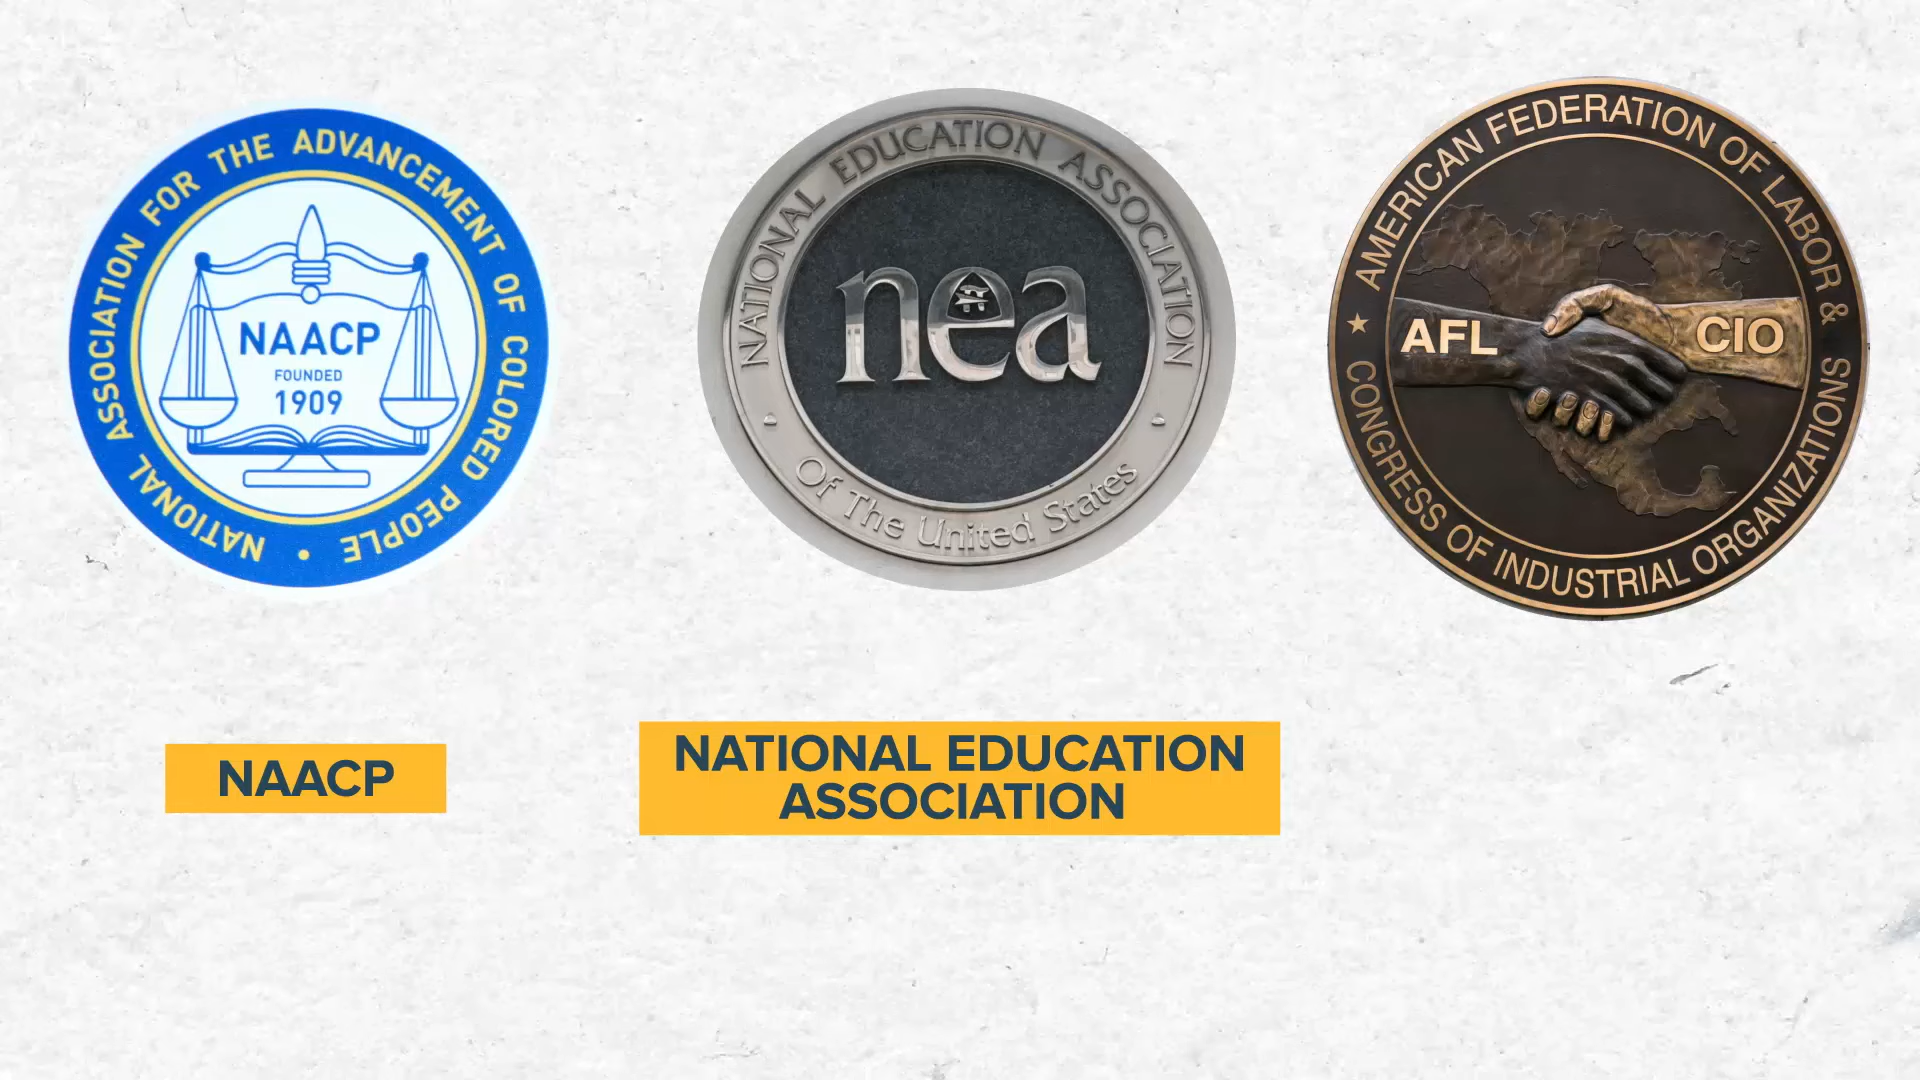 NATIONAL ASSOCIATION FOR THE ADVANCEMENT OF COLORED PEOPLE •
NAACP
FOUNDED
1909
NATIONAL EDUCATION ASSOCIATION
nea
Of The United States
AMERICAN FEDERATION OF LABOR &
AFL CIO
CONGRESS OF INDUSTRIAL ORGANIZATIONS
NAACP
NATIONAL EDUCATION
ASSOCIATION